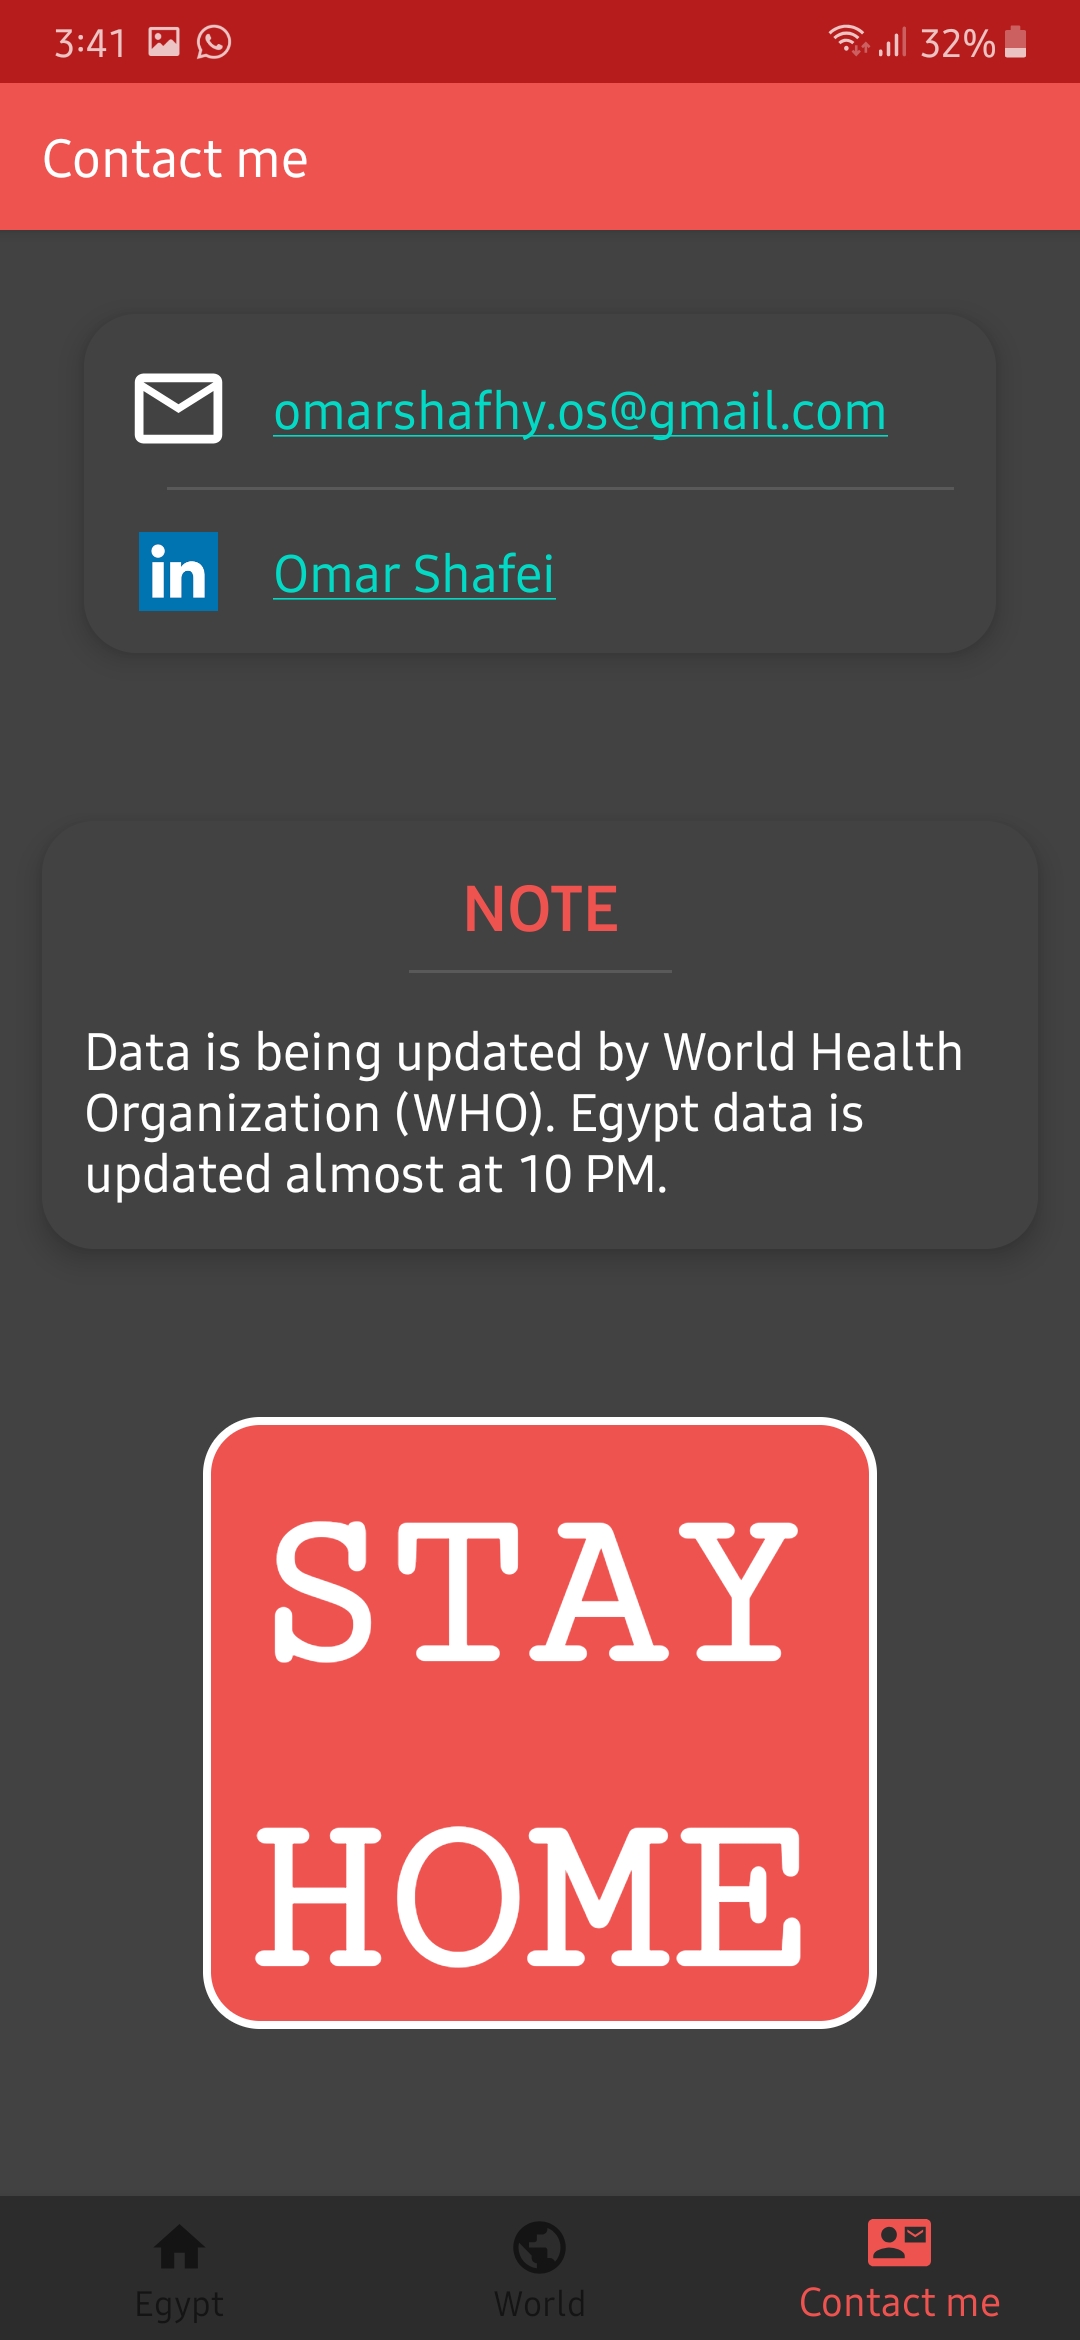 3:41 32%
Contact me
omarshafhy.os@gmail.com
in
Omar Shafei
NOTE
Data is being updated by World Health
Organization (WHO). Egypt data is
updated almost at 10 PM.
STAY
HOME
Egypt World Contact me